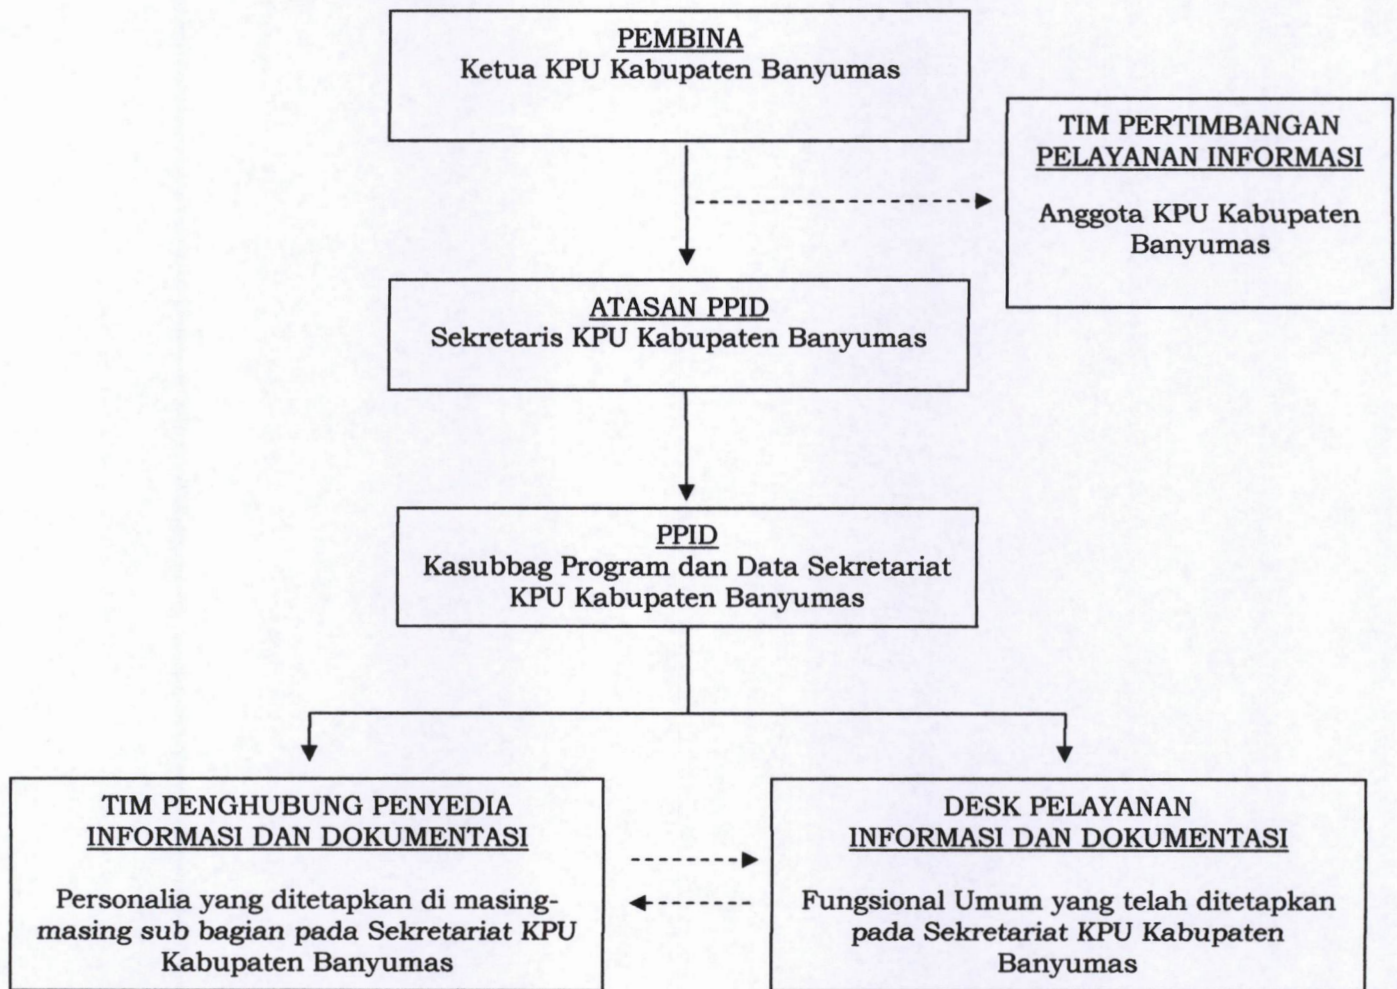 PEMBINA
Ketua KPU Kabupaten Banyumas
TIM PERTIMBANGAN
PELAYANAN INFORMASI
Anggota KPU Kabupaten
Banyumas
ATASAN PPID
Sekretaris KPU Kabupaten Banyumas
PPID
Kasubbag Program dan Data Sekretariat
KPU Kabupaten Banyumas
TIM PENGHUBUNG PENYEDIA
INFORMASI DAN DOKUMENTASI
Personalia yang ditetapkan di masing-
masing sub bagian pada Sekretariat KPU
Kabupaten Banyumas
DESK PELAYANAN
INFORMASI DAN DOKUMENTASI
Fungsional Umum yang telah ditetapkan
pada Sekretariat KPU Kabupaten
Banyumas